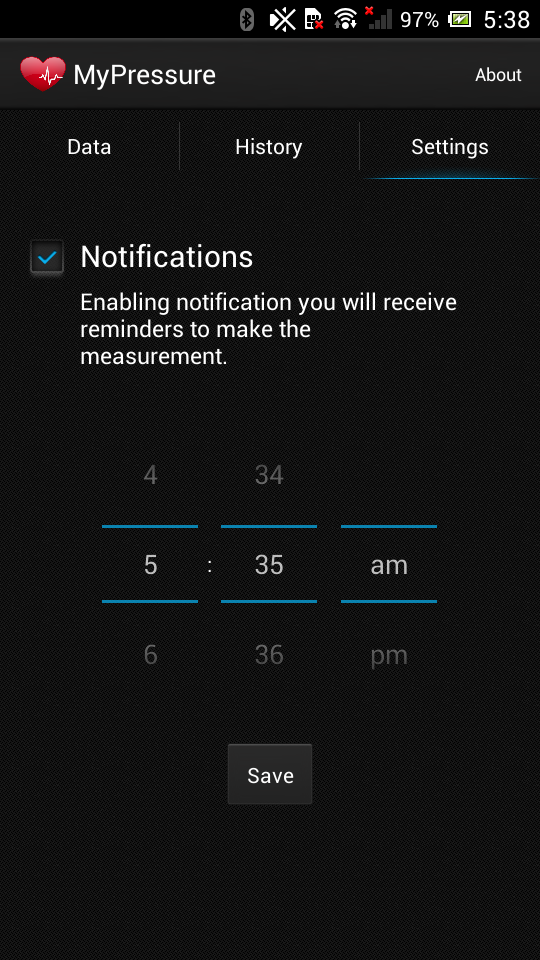 97% 5:38
MyPressure About
Data History Settings
Notifications
Enabling notification you will receive
reminders to make the
measurement.
4 34
5 : 35 am
6 36 pm
Save